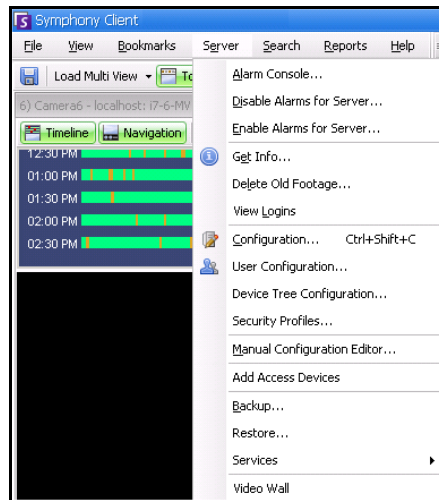 Symphony Client
File View Bookmarks Server Search Reports Help
Load Multi View
6) Camera6 - localhost: i7-6-MV
Timeline Navigation
12:30 PM
01:00 PM
01:30 PM
02:00 PM
02:30 PM
Alarm Console...
Disable Alarms for Server...
Enable Alarms for Server...
Get Info...
Delete Old Footage...
View Logins
Configuration... Ctrl+Shift+C
User Configuration...
Device Tree Configuration...
Security Profiles...
Manual Configuration Editor...
Add Access Devices
Backup...
Restore...
Services
Video Wall